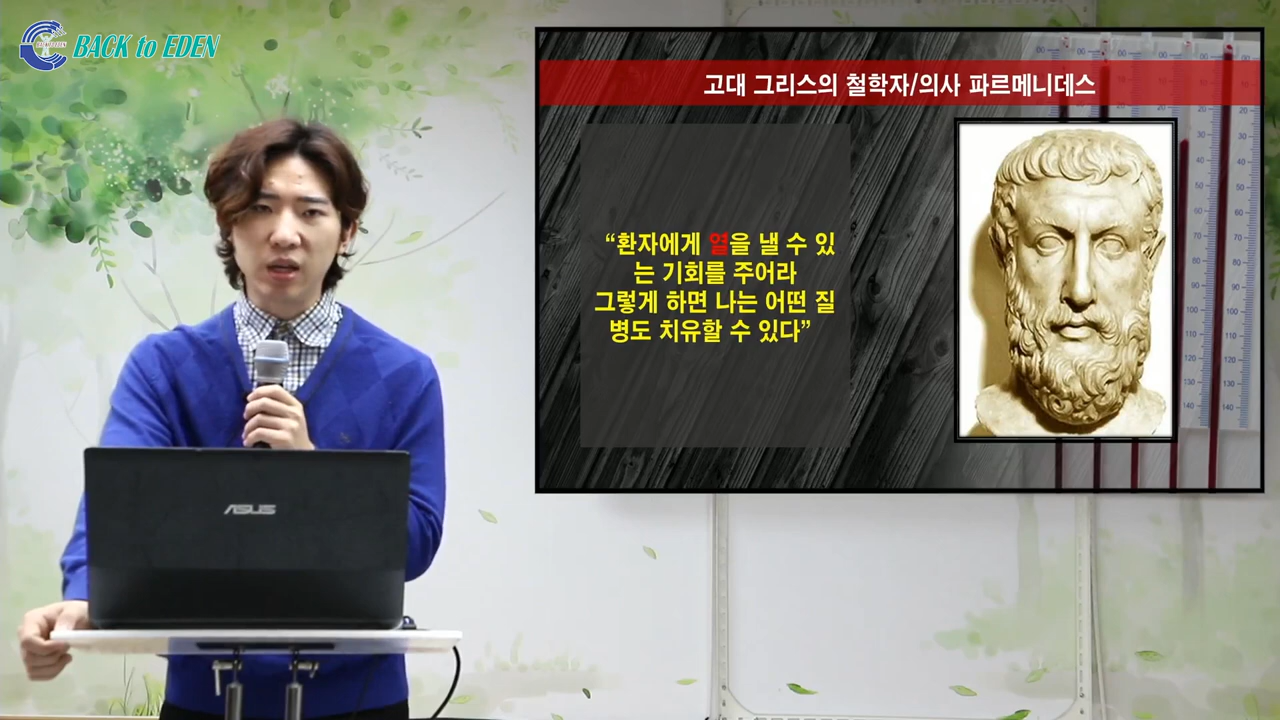 BACK to EDEN
고대 그리스의 철학자/의사 파르메니데스
“환자에게 열을 낼 수 있
는 기회를 주어라
그렇게 하면 나는 어떤 질
병도 치유할 수 있다”
ASUS